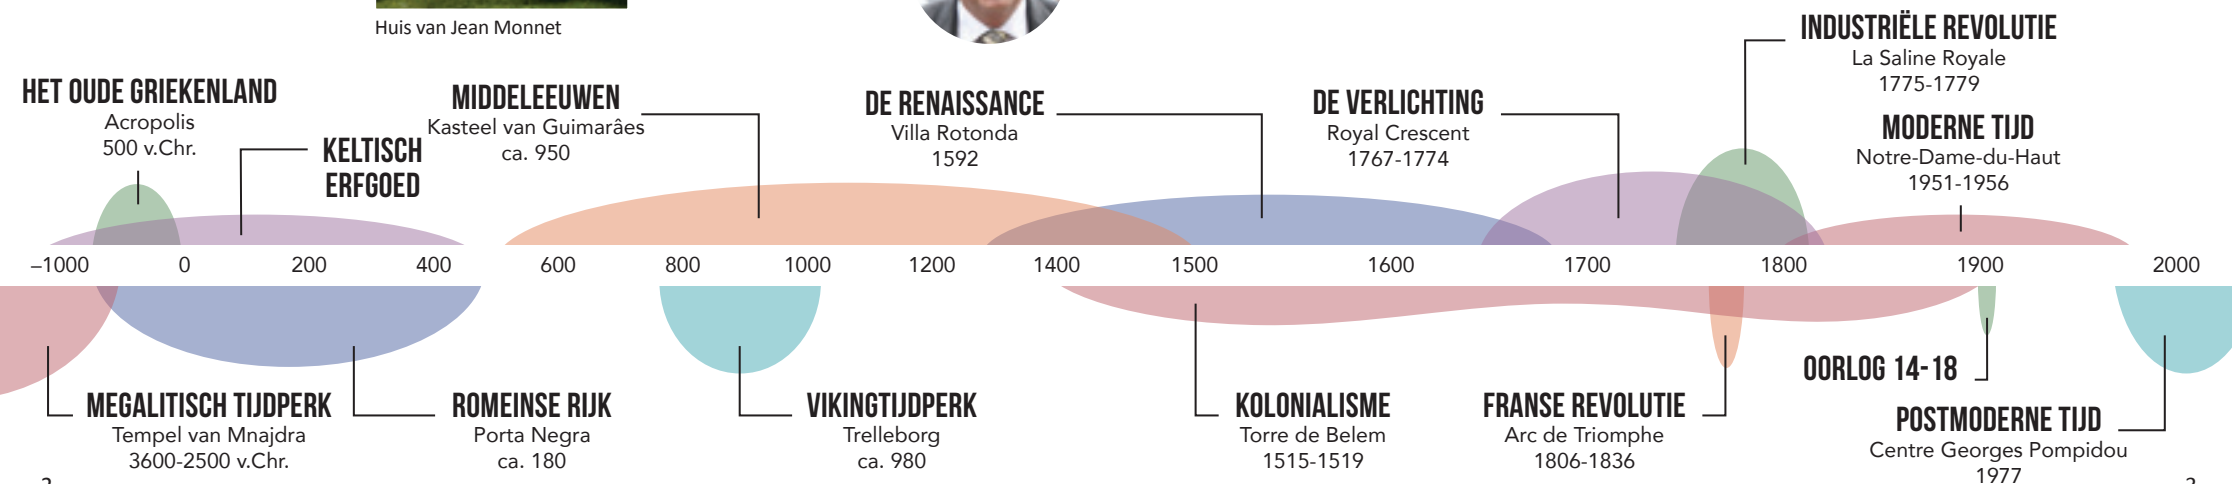 Huis van Jean Monnet
HET OUDE GRIEKENLAND
Acropolis
500 v.Chr.
KELTISCH
ERFGOED
MIDDELEEUWEN
Kasteel van Guimarâes
ca. 950
DE RENAISSANCE
Villa Rotonda
1592
DE VERLICHTING
Royal Crescent
1767-1774
INDUSTRIËLE REVOLUTIE
La Saline Royale
1775-1779
MODERNE TIJD
Notre-Dame-du-Haut
1951-1956
–1000 0 200 400 600 800 1000 1200 1400 1500 1600 1700 1800 1900 2000
MEGALITISCH TIJDPERK
Tempel van Mnajdra
3600-2500 v.Chr.
ROMEINSE RIJK
Porta Negra
ca. 180
VIKINGTIJDPERK
Trelleborg
ca. 980
KOLONIALISME
Torre de Belem
1515-1519
FRANSE REVOLUTIE
Arc de Triomphe
1806-1836
OORLOG 14-18
POSTMODERNE TIJD
Centre Georges Pompidou
1977